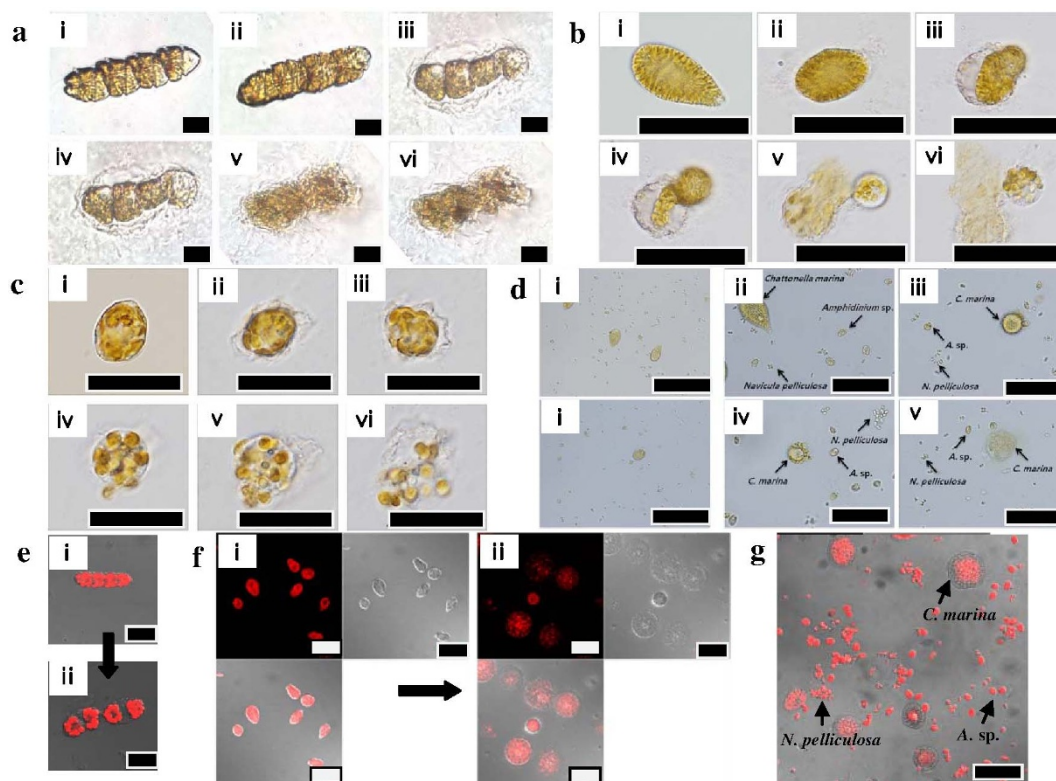 a
i
ii
iii
iv
v
vi
b
i
ii
iii
iv
v
vi
c
i
ii
iii
iv
v
vi
d
i
ii
Chattonella marina
Amphidinium sp.
Navicula pelliculosa
iii
C. marina
A. sp.
N. pelliculosa
i
iv
N. pelliculosa
C. marina
A. sp.
v
A. sp.
C. marina
N. pelliculosa
e
i
ii
f
i
ii
g
C. marina
N. pelliculosa
A. sp.